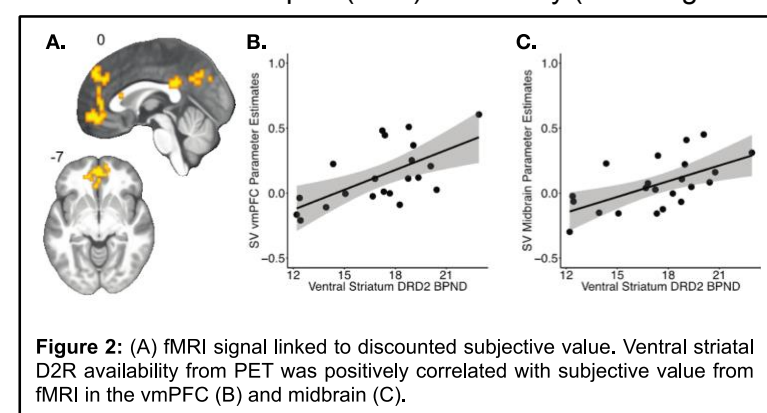 A.
0
-7
B.
1.0
0.5
0.0
−0.5
SV vmPFC Parameter Estimates
12 15 18 21
Ventral Striatum DRD2 BPND
C.
1.0
0.5
0.0
−0.5
SV Midbrain Parameter Estimates
12 15 18 21
Ventral Striatum DRD2 BPND
Figure 2: (A) fMRI signal linked to discounted subjective value. Ventral striatal
D2R availability from PET was positively correlated with subjective value from
fMRI in the vmPFC (B) and midbrain (C).